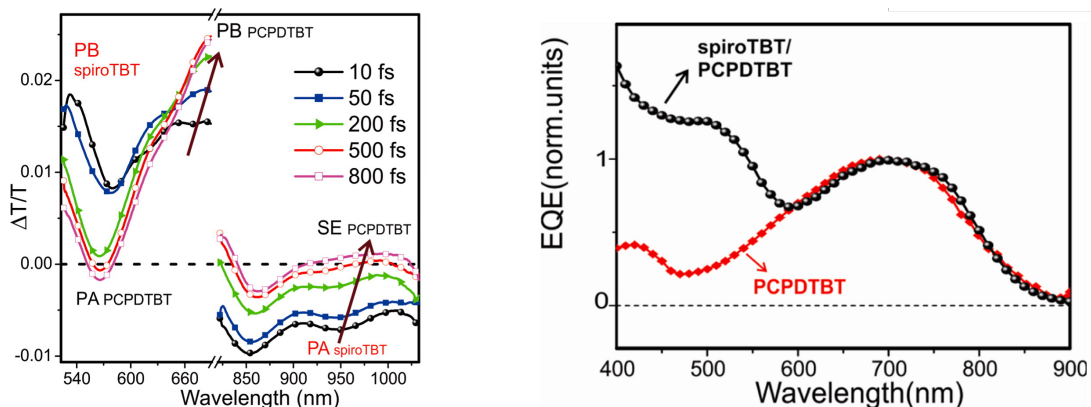 PB PCPDTBT
PB
spiroTBT
10 fs
50 fs
200 fs
500 fs
800 fs
0.02
0.01
0.00
-0.01
ΔT/T
SE PCPDTBT
PA PCPDTBT
PA spiroTBT
540 600 660 850 900 950 1000
Wavelength (nm)
spiroTBT/
PCPDTBT
EQE(norm.units)
1
0
PCPDTBT
400 500 600 700 800 900
Wavelength(nm)